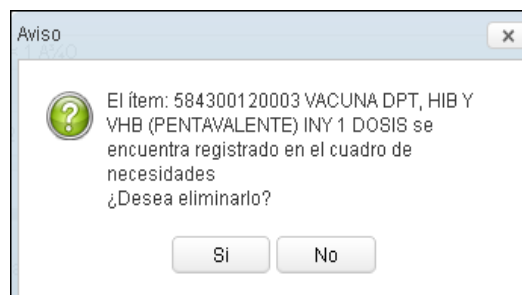 Aviso
El ítem: 584300120003 VACUNA DPT, HIB Y
VHB (PENTAVALENTE) INY 1 DOSIS se
encuentra registrado en el cuadro de
necesidades
¿Desea eliminarlo?
Si
No